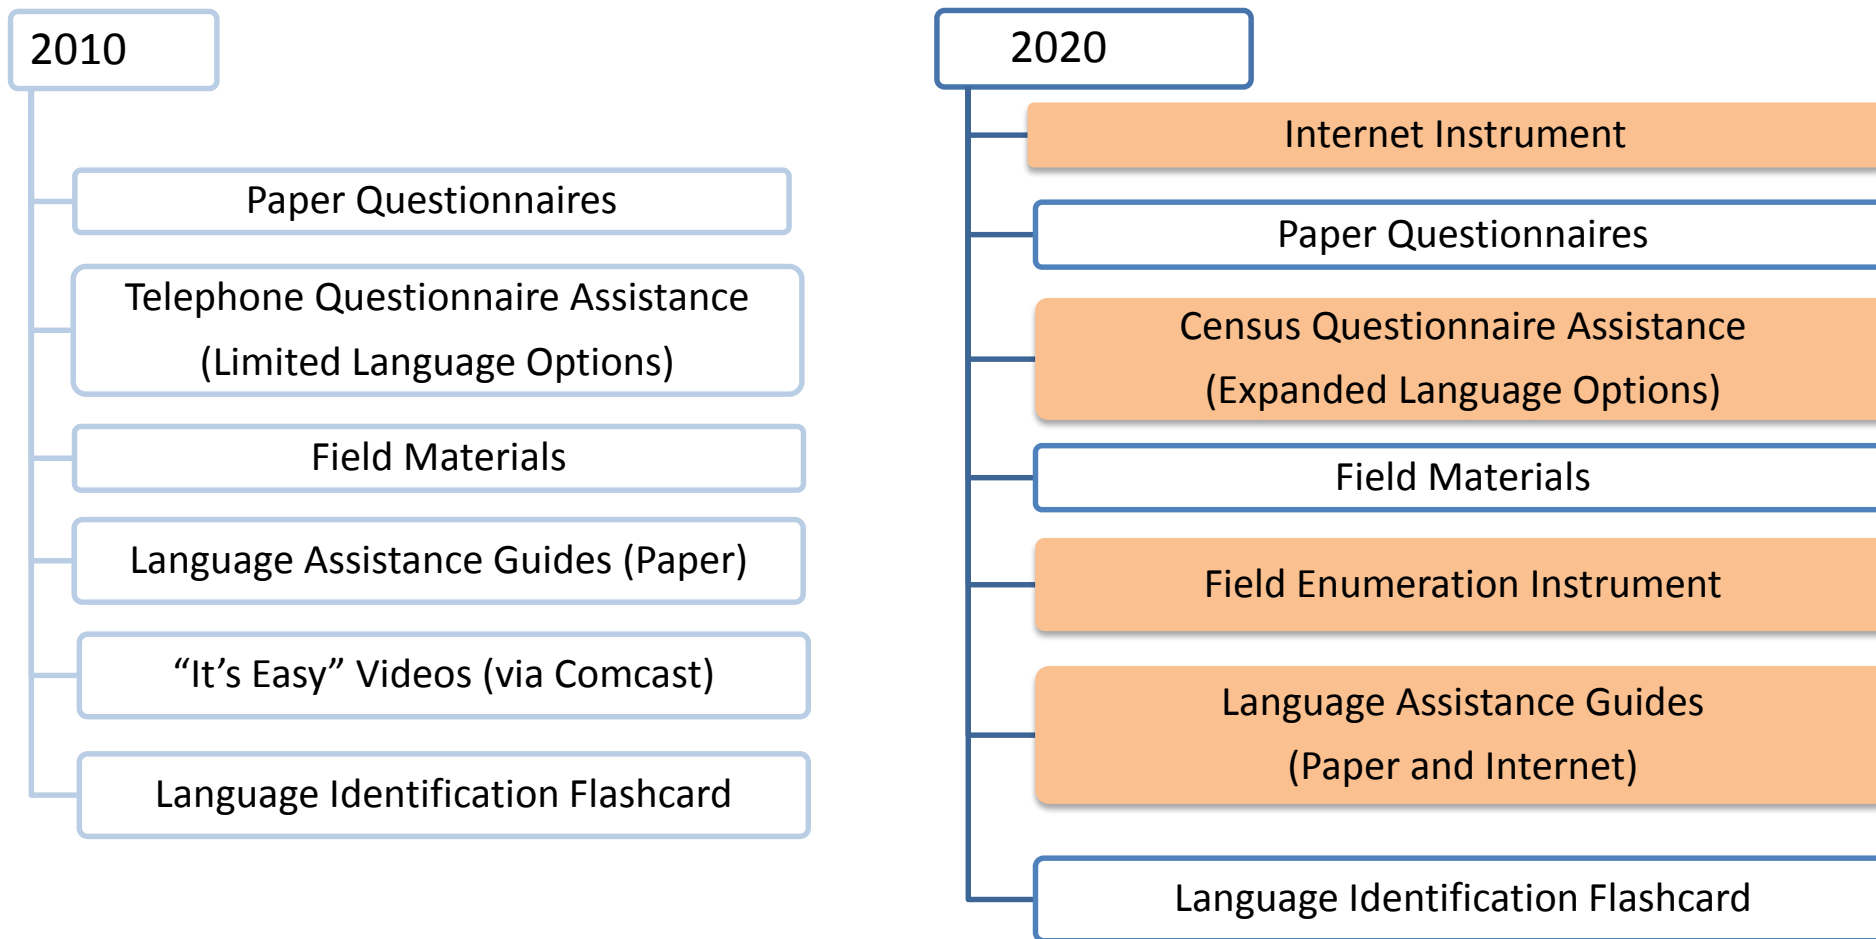 2010
Paper Questionnaires
Telephone Questionnaire Assistance
(Limited Language Options)
Field Materials
Language Assistance Guides (Paper)
“It’s Easy” Videos (via Comcast)
Language Identification Flashcard
2020
Internet Instrument
Paper Questionnaires
Census Questionnaire Assistance
(Expanded Language Options)
Field Materials
Field Enumeration Instrument
Language Assistance Guides
(Paper and Internet)
Language Identification Flashcard